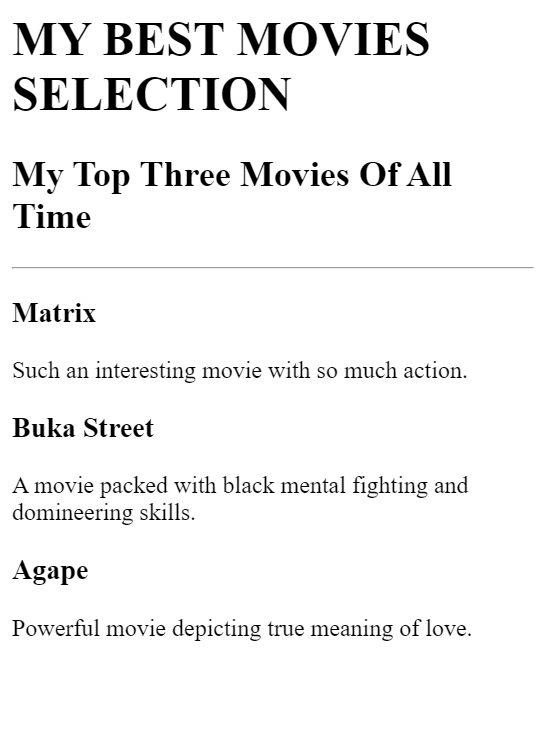 MY BEST MOVIES
SELECTION
My Top Three Movies Of All
Time
Matrix
Such an interesting movie with so much action.
Buka Street
A movie packed with black mental fighting and
domineering skills.
Agape
Powerful movie depicting true meaning of love.